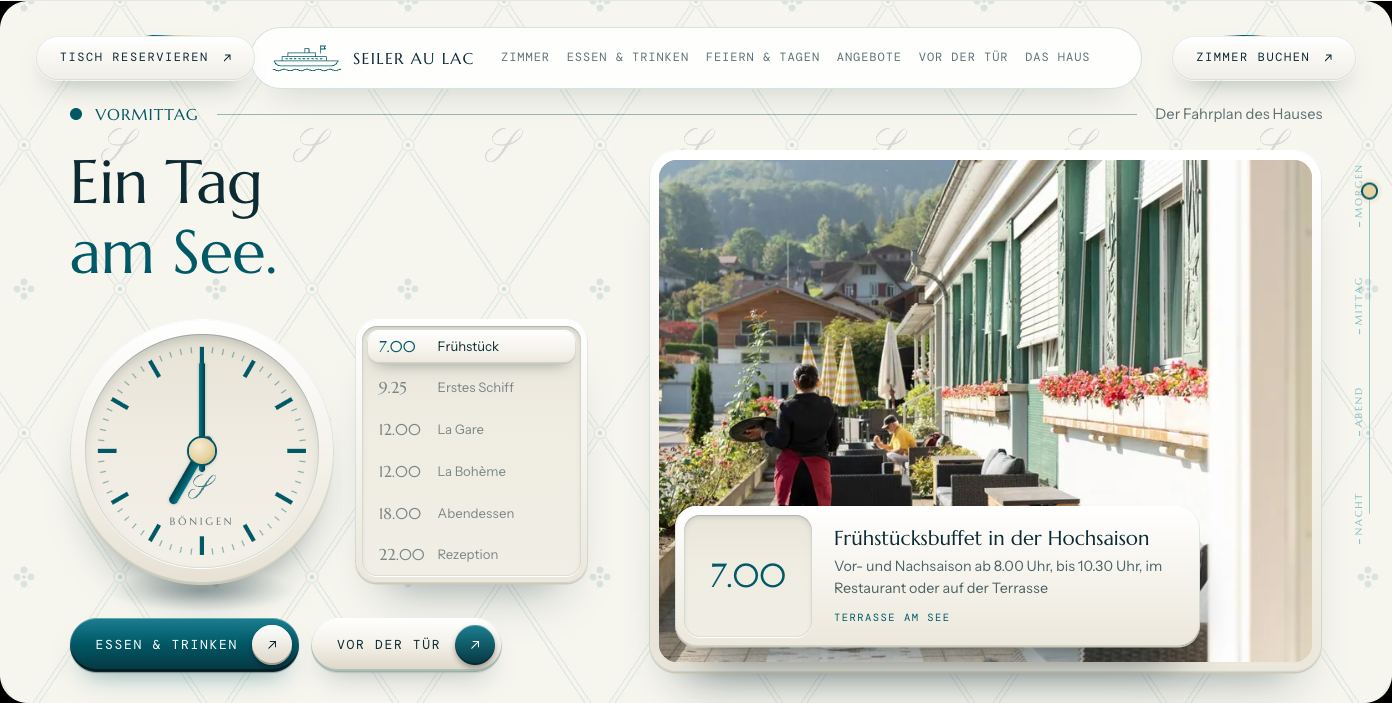 TISCH RESERVIEREN
SEILER AU LAC
ZIMMER
ESSEN & TRINKEN
FEIERN & TAGEN
ANGEBOTE
VOR DER TÜR
DAS HAUS
ZIMMER BUCHEN
VORMITTAG
Der Fahrplan des Hauses
Ein Tag
am See.
BÖNIGEN
7.00 Frühstück
9.25 Erstes Schiff
12.00 La Gare
12.00 La Bohème
18.00 Abendessen
22.00 Rezeption
ESSEN & TRINKEN
VOR DER TÜR
7.00
Frühstücksbuffet in der Hochsaison
Vor- und Nachsaison ab 8.00 Uhr, bis 10.30 Uhr, im
Restaurant oder auf der Terrasse
TERRASSE AM SEE
MORGEN
MITTAG
ABEND
NACHT